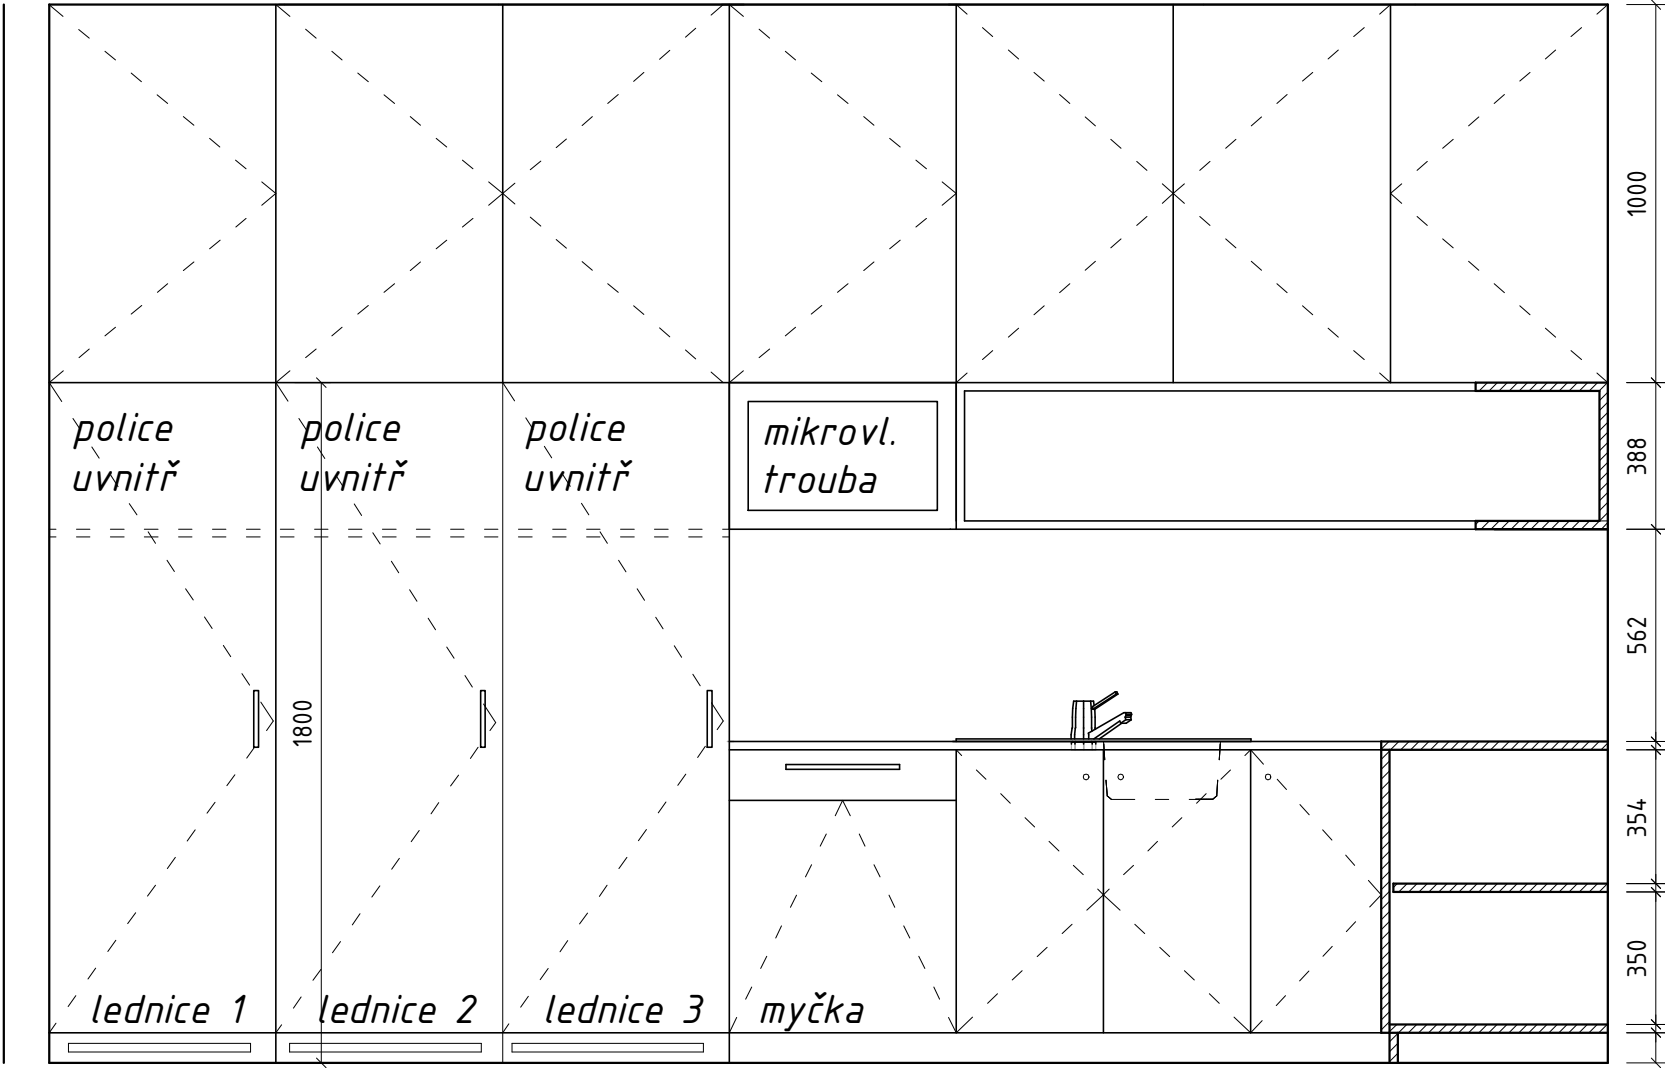 1000
police
uvnitř
police
uvnitř
police
uvnitř
mikrovl.
trouba
388
562
1800
354
350
lednice 1
lednice 2
lednice 3
myčka